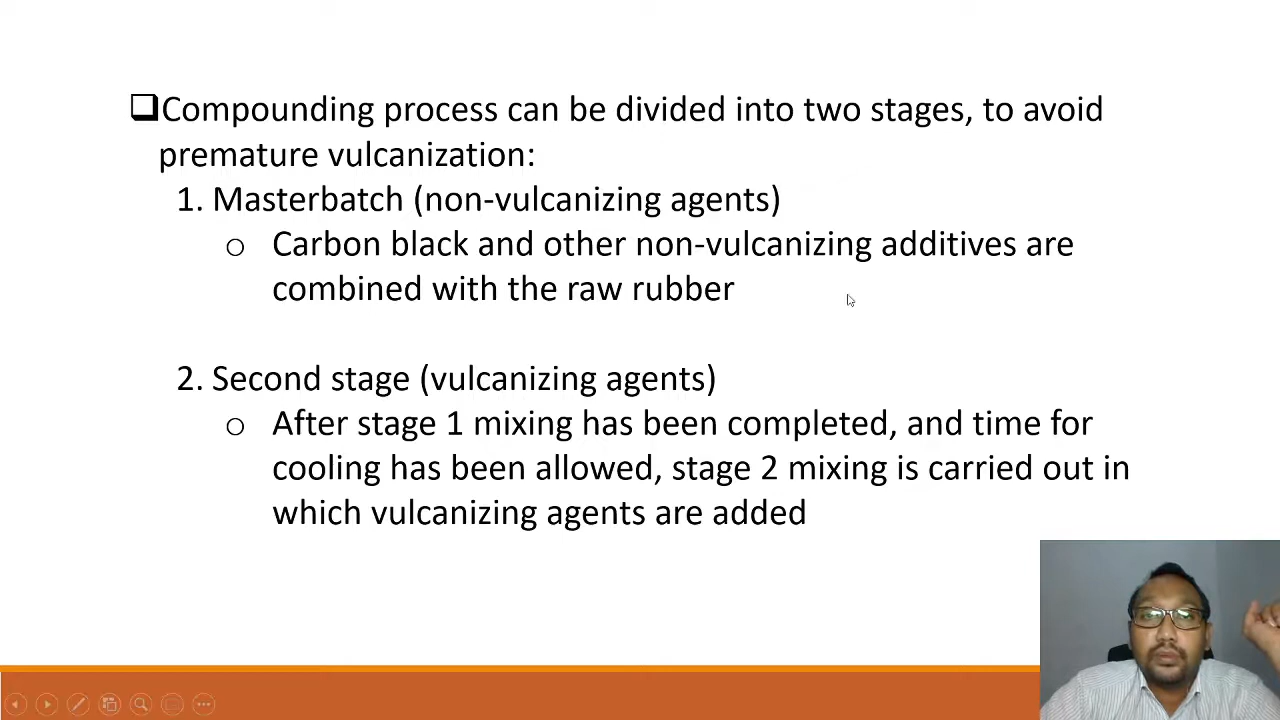 ❑Compounding process can be divided into two stages, to avoid
premature vulcanization:
1. Masterbatch (non-vulcanizing agents)
o Carbon black and other non-vulcanizing additives are
combined with the raw rubber
2. Second stage (vulcanizing agents)
o After stage 1 mixing has been completed, and time for
cooling has been allowed, stage 2 mixing is carried out in
which vulcanizing agents are added